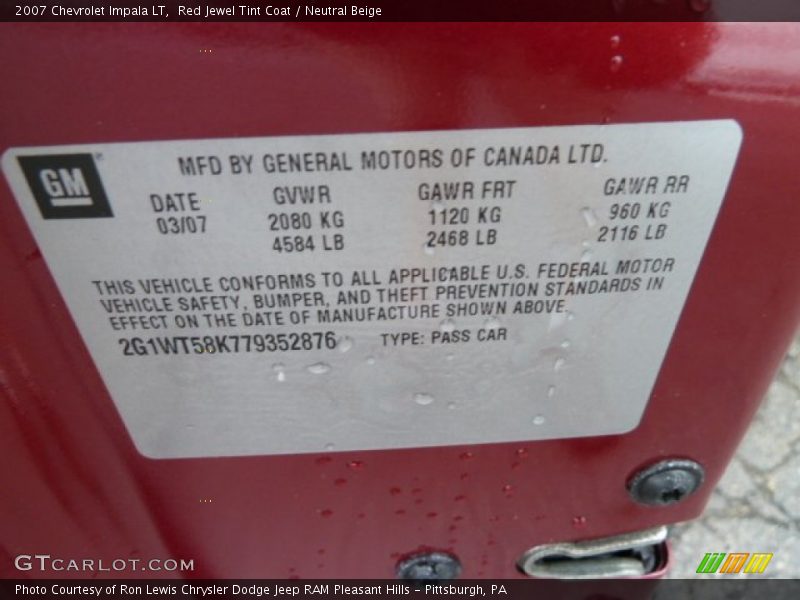 2007 Chevrolet Impala LT,  Red Jewel Tint Coat / Neutral Beige
GM
MFD BY GENERAL MOTORS OF CANADA LTD.
DATE GVWR GAWR FRT GAWR RR
03/07 2080 KG 1120 KG 960 KG
4584 LB 2468 LB 2116 LB
THIS VEHICLE CONFORMS TO ALL APPLICABLE U.S. FEDERAL MOTOR
VEHICLE SAFETY, BUMPER, AND THEFT PREVENTION STANDARDS IN
EFFECT ON THE DATE OF MANUFACTURE SHOWN ABOVE.
2G1WT58K779352876 TYPE: PASS CAR
GTCARLOT.COM
Photo Courtesy of Ron Lewis Chrysler Dodge Jeep RAM Pleasant Hills - Pittsburgh, PA